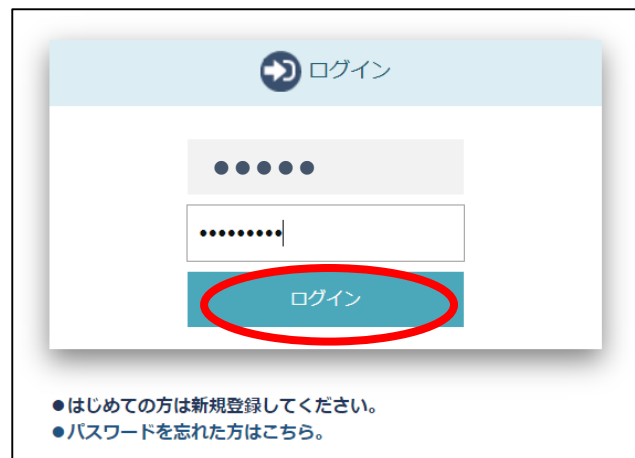 ログイン
●●●●●
•••••••••
ログイン
●はじめての方は新規登録してください。
●パスワードを忘れた方はこちら。